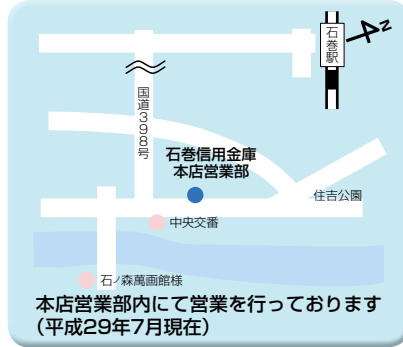 N
石巻駅
国道398号
石巻信用金庫
本店営業部
住吉公園
中央交番
石ノ森萬画館様
本店営業部内にて営業を行っております
(平成29年7月現在)